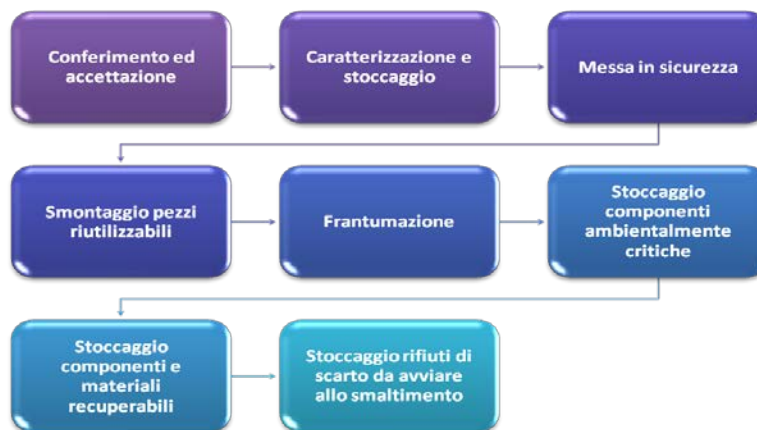 Conferimento ed
accettazione
Caratterizzazione e
stoccaggio
Messa in sicurezza
Smontaggio pezzi
riutilizzabili
Frantumazione
Stoccaggio
componenti
ambientalmente
critiche
Stoccaggio
componenti e
materiali
recuperabili
Stoccaggio rifiuti di
scarto da avviare
allo smaltimento